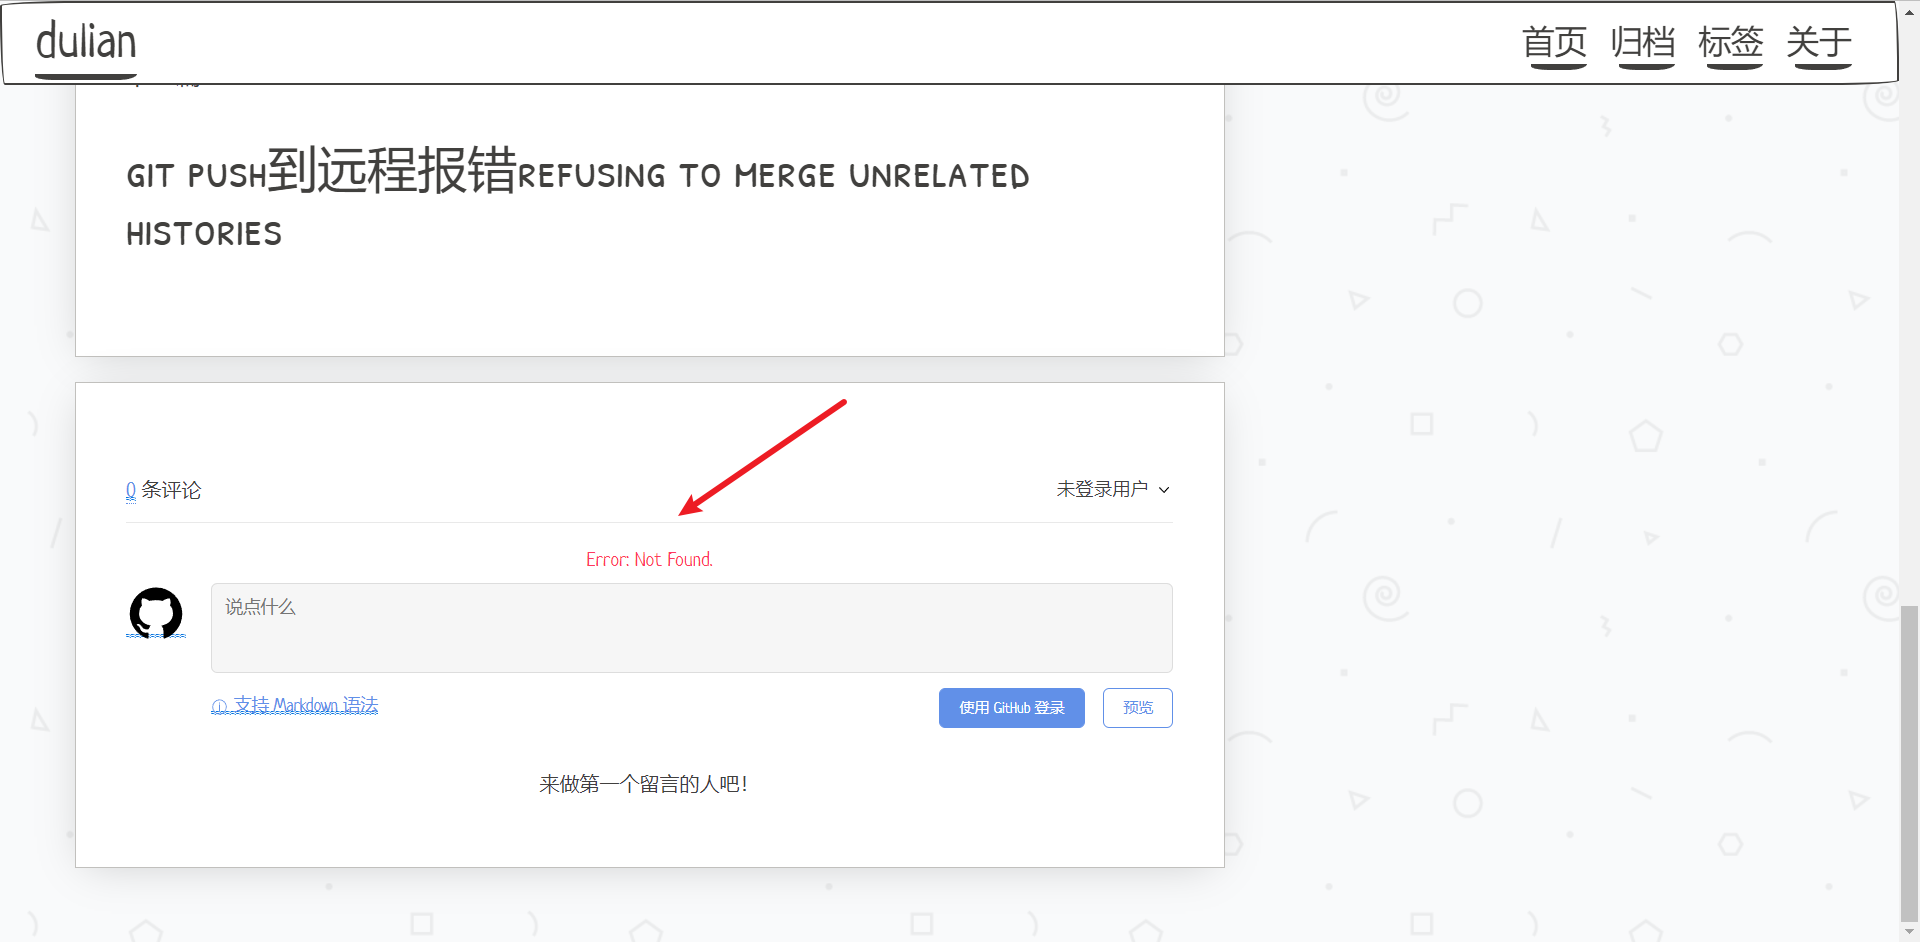 dulian
首页 归档 标签 关于
GIT PUSH到远程报错REFUSING TO MERGE UNRELATED
HISTORIES
0 条评论
未登录用户
Error: Not Found.
说点什么
支持 Markdown 语法
使用 GitHub 登录
预览
来做第一个留言的人吧！